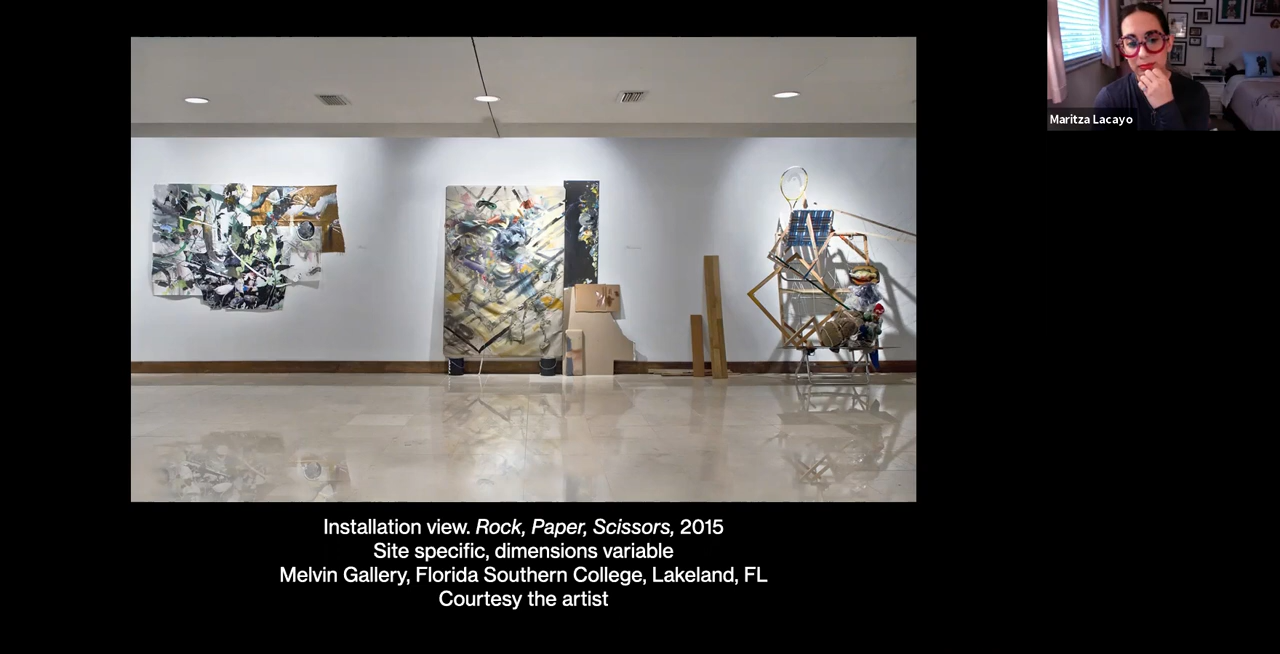 Maritza Lacayo
Installation view. Rock, Paper, Scissors, 2015
Site specific, dimensions variable
Melvin Gallery, Florida Southern College, Lakeland, FL
Courtesy the artist